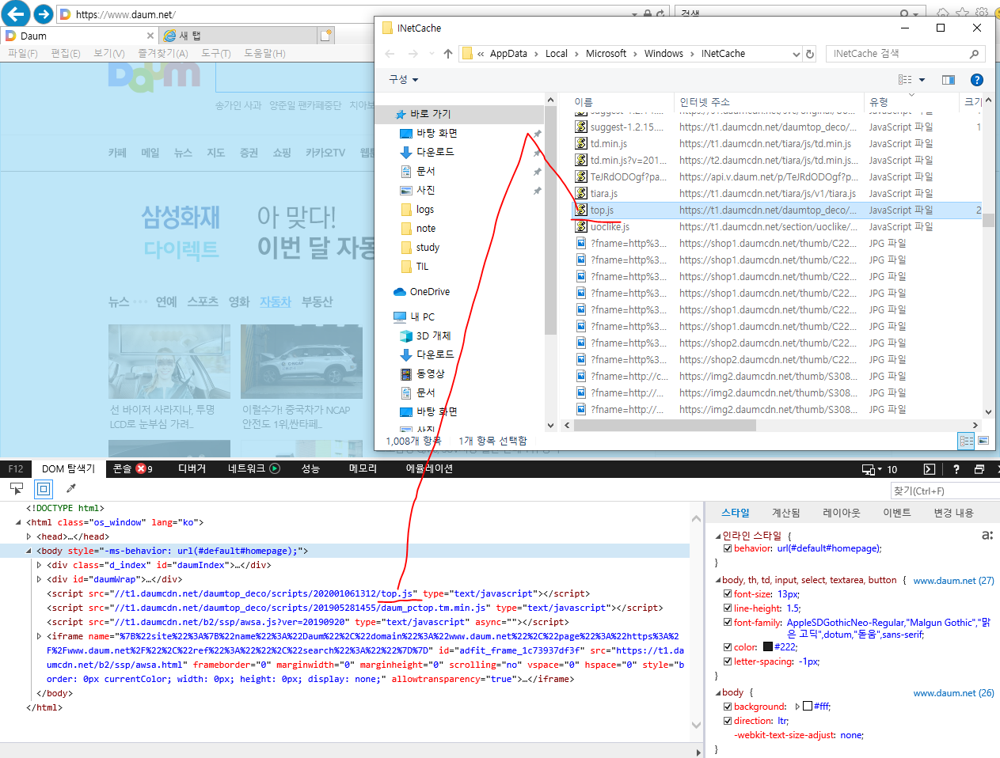 https://www.daum.net/
검색
Daum
새 탭
파일(F) 편집(E) 보기(V) 즐겨찾기(A) 도구(T) 도움말(H)
Daum
송가인 사과 양준일 팬카페중단
카페 메일 뉴스 지도 증권 쇼핑 카카오TV 웹툰
삼성화재 아 맞다!
다이렉트 이번 달 자동
뉴스 ··· 연예 스포츠 영화 자동차 부동산
선 바이저 사라지나, 투명
LCD로 눈부심 가려...
이럴수가! 중국차가 NCAP
안전도 1위,싼타페...
INetCache
« AppData › Local › Microsoft › Windows › INetCache
INetCache 검색
구성
바로 가기
바탕 화면
다운로드
문서
사진
logs
note
study
TIL
OneDrive
내 PC
3D 개체
다운로드
동영상
문서
바탕 화면
사진
이름 인터넷 주소 유형 크기
suggest-1.2.15.... https://t1.daumcdn.net/daumtop_deco/... JavaScript 파일 1
td.min.js https://t1.daumcdn.net/tiara/js/td.min.js JavaScript 파일
td.min.js?v=201... https://t2.daumcdn.net/tiara/js/td.min.js... JavaScript 파일
TeJRdODOgf?pa... https://api.v.daum.net/p/TeJRdODOgf?p... JavaScript 파일
tiara.js https://t1.daumcdn.net/tiara/js/v1/tiara.js JavaScript 파일
top.js https://t1.daumcdn.net/daumtop_deco/... JavaScript 파일 2
uoclike.js https://t1.daumcdn.net/section/uoclike/... JavaScript 파일
?fname=http%3... https://shop1.daumcdn.net/thumb/C22... JPG 파일
?fname=http%3... https://shop1.daumcdn.net/thumb/C22... JPG 파일
?fname=http%3... https://shop1.daumcdn.net/thumb/C22... JPG 파일
?fname=http%3... https://shop1.daumcdn.net/thumb/C22... JPG 파일
?fname=http%3... https://shop1.daumcdn.net/thumb/C22... JPG 파일
?fname=http%3... https://shop1.daumcdn.net/thumb/C22... JPG 파일
?fname=http%3... https://shop2.daumcdn.net/thumb/C22... JPG 파일
?fname=http%3... https://shop2.daumcdn.net/thumb/C22... JPG 파일
?fname=http://c... https://img2.daumcdn.net/thumb/S308... JPG 파일
?fname=http://... https://img2.daumcdn.net/thumb/S308... JPG 파일
?fname=http://... https://img2.daumcdn.net/thumb/S308... JPG 파일
1,008개 항목 1개 항목 선택함
F12 DOM 탐색기 콘솔 9 디버거 네트워크 성능 메모리 에뮬레이션 10 ?
찾기(Ctrl+F)
<!DOCTYPE html>
<html class="os_window" lang="ko">
<head>…</head>
<body style="-ms-behavior: url(#default#homepage);">
<div class="d_index" id="daumIndex">…</div>
<div id="daumWrap">…</div>
<script src="//t1.daumcdn.net/daumtop_deco/scripts/202001061312/top.js" type="text/javascript"></script>
<script src="//t1.daumcdn.net/daumtop_deco/scripts/201905281455/daum_pctop.tm.min.js" type="text/javascript"></script>
<script src="//t1.daumcdn.net/b2/ssp/awsa.js?ver=20190920" type="text/javascript" async=""></script>
<iframe name="%7B%22site%22%3A%7B%22name%22%3A%22Daum%22%2C%22domain%22%3A%22www.daum.net%22%2C%22page%22%3A%22https%3A%2
F%2Fwww.daum.net%2F%22%2C%22ref%22%3A%22%22%2C%22search%22%3A%22%22%7D%7D" id="adfit_frame_1c73937df3f" src="https://t1.da
umcdn.net/b2/ssp/awsa.html" frameborder="0" marginwidth="0" marginheight="0" scrolling="no" vspace="0" hspace="0" style="b
order: 0px currentColor; width: 0px; height: 0px; display: none;" allowtransparency="true">…</iframe>
</body>
</html>
스타일 계산됨 레이아웃 이벤트 변경 내용
인라인 스타일 { a:
behavior: url(#default#homepage);
}
body, th, td, input, select, textarea, button { www.daum.net (27)
font-size: 13px;
line-height: 1.5;
font-family: AppleSDGothicNeo-Regular,"Malgun Gothic","맑
은 고딕",dotum,"돋움",sans-serif;
color: #222;
letter-spacing: -1px;
}
body { www.daum.net (26)
background: #fff;
direction: ltr;
-webkit-text-size-adjust: none;
}